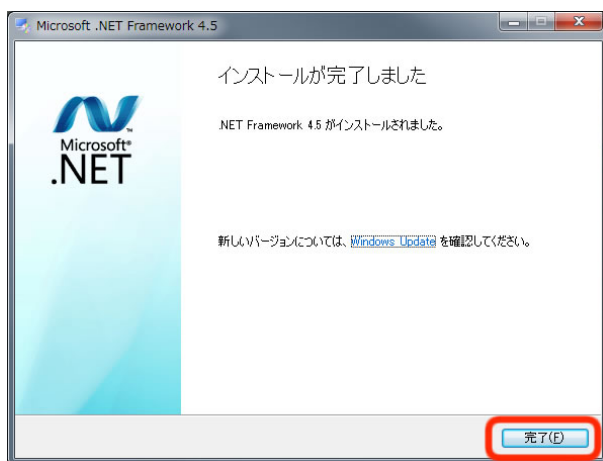 Microsoft .NET Framework 4.5
インストールが完了しました
.NET Framework 4.5 がインストールされました。
Microsoft®
.NET
新しいバージョンについては、Windows Update を確認してください。
完了(F)